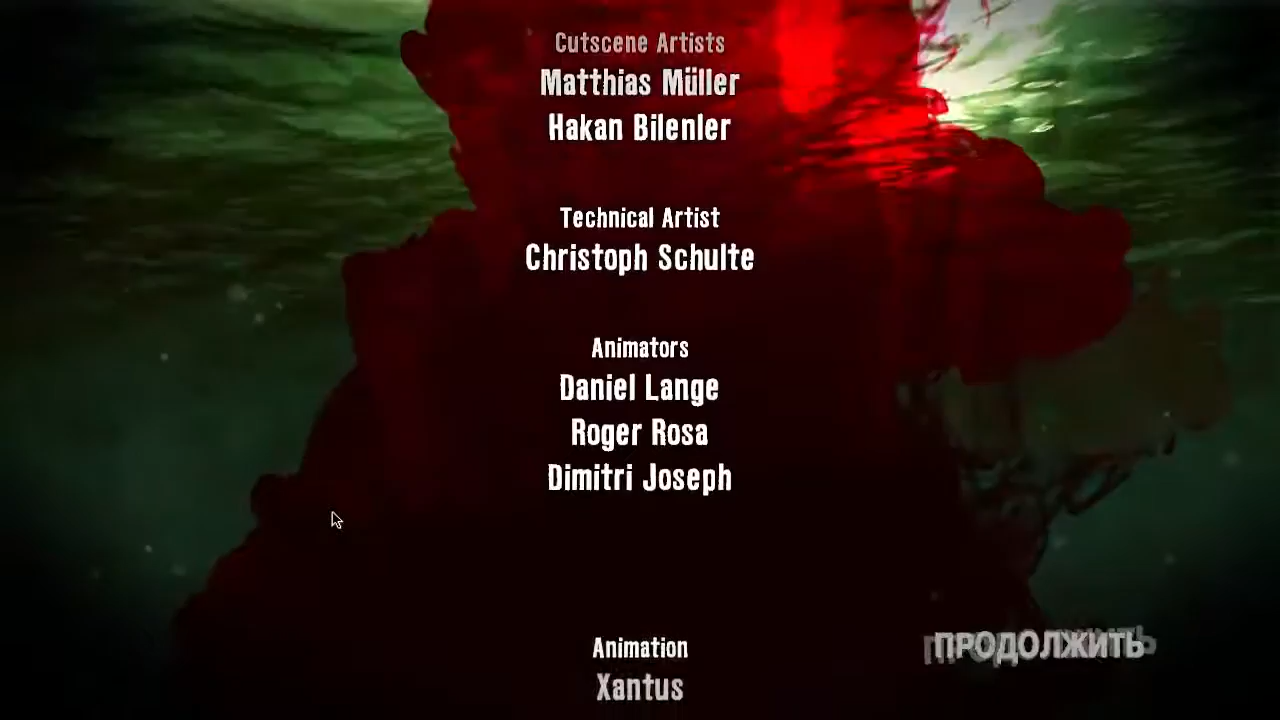 Cutscene Artists
Matthias Müller
Hakan Bilenler
Technical Artist
Christoph Schulte
Animators
Daniel Lange
Roger Rosa
Dimitri Joseph
Animation
Xantus
ПРОДОЛЖИТЬ